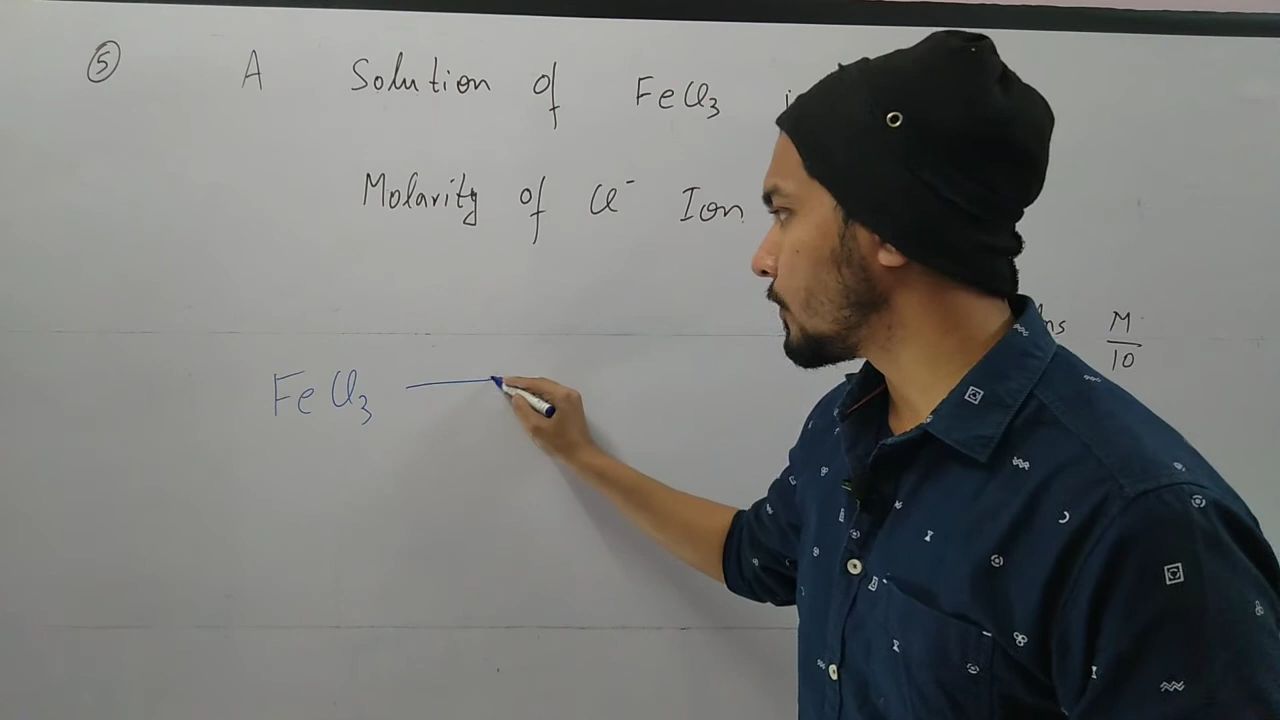 ⑤ A Solution of FeCl₃
Molarity of Cl⁻ Ion
M/10
FeCl₃ —